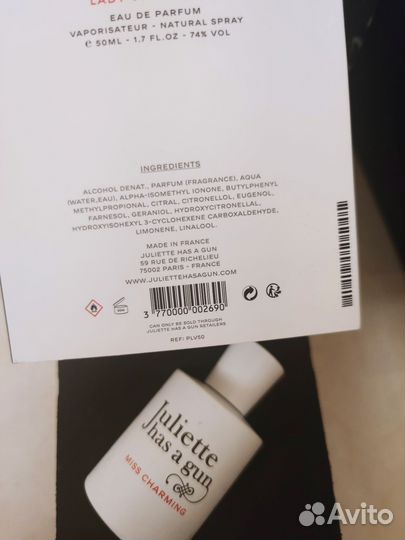 LADY
EAU DE PARFUM
VAPORISATEUR - NATURAL SPRAY
℮ 50ML - 1.7 FL.OZ - 74% VOL
INGREDIENTS
ALCOHOL DENAT., PARFUM (FRAGRANCE), AQUA
(WATER,EAU), ALPHA-ISOMETHYL IONONE, BUTYLPHENYL
METHYLPROPIONAL, CITRAL, CITRONELLOL, EUGENOL,
FARNESOL, GERANIOL, HYDROXYCITRONELLAL,
HYDROXYISOHEXYL 3-CYCLOHEXENE CARBOXALDEHYDE,
LIMONENE, LINALOOL.
MADE IN FRANCE
JULIETTE HAS A GUN
59 RUE DE RICHELIEU
75002 PARIS - FRANCE
WWW.JULIETTEHASAGUN.COM
3 770000 002690
CAN ONLY BE SOLD THROUGH
JULIETTE HAS A GUN RETAILERS
REF: PLV50
Juliette
has a gun
MISS CHARMING
Avito